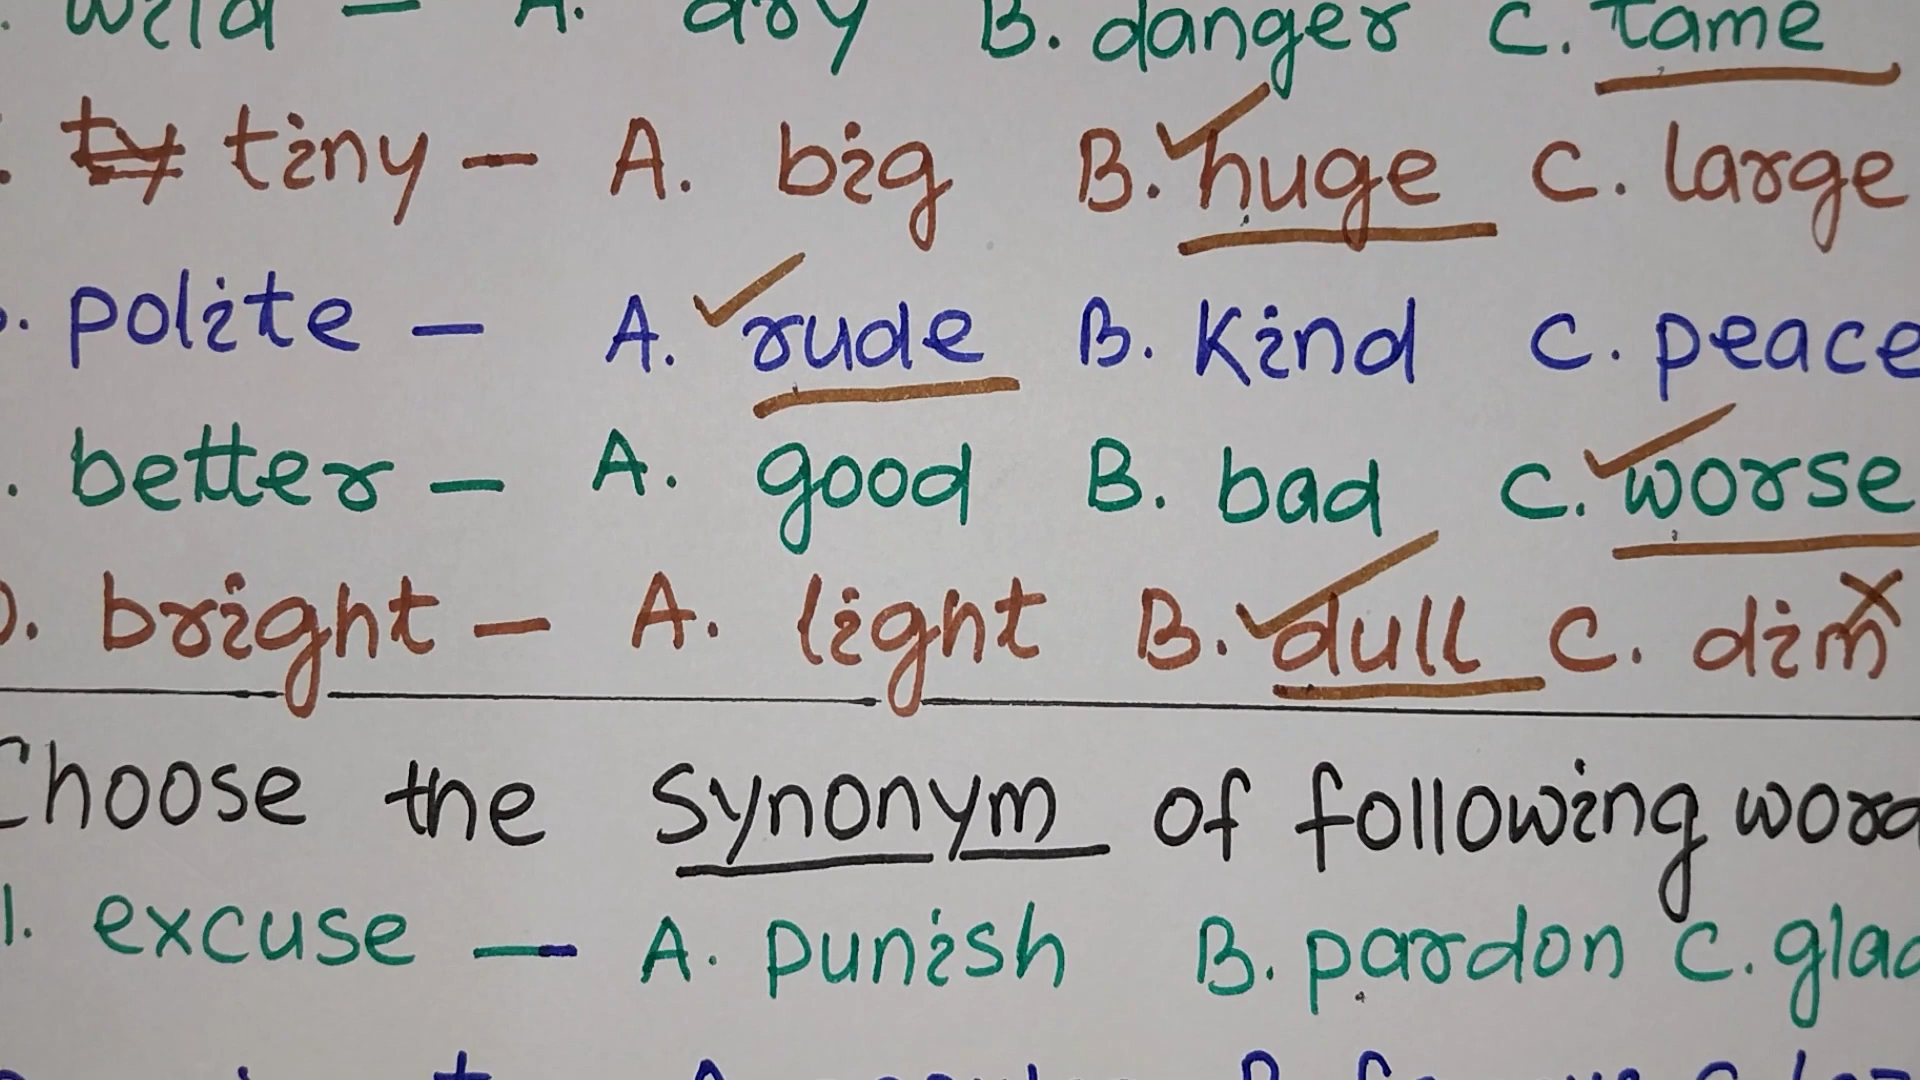 . wild — A. dry B. danger C. tame
. tiny — A. big B. huge C. large
. polite — A. rude B. Kind C. peace
. better — A. good B. bad C. worse
. bright — A. light B. dull C. dim
Choose the Synonym of following
1. excuse — A. punish B. pardon C.